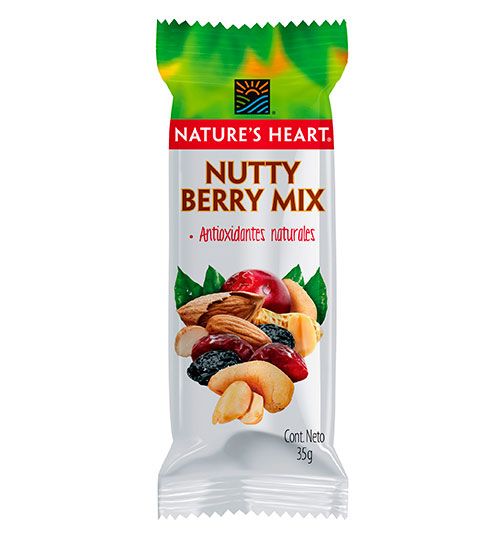 NATURE'S HEART®
NUTTY
BERRY MIX
• Antioxidantes naturales
Cont. Neto
35g